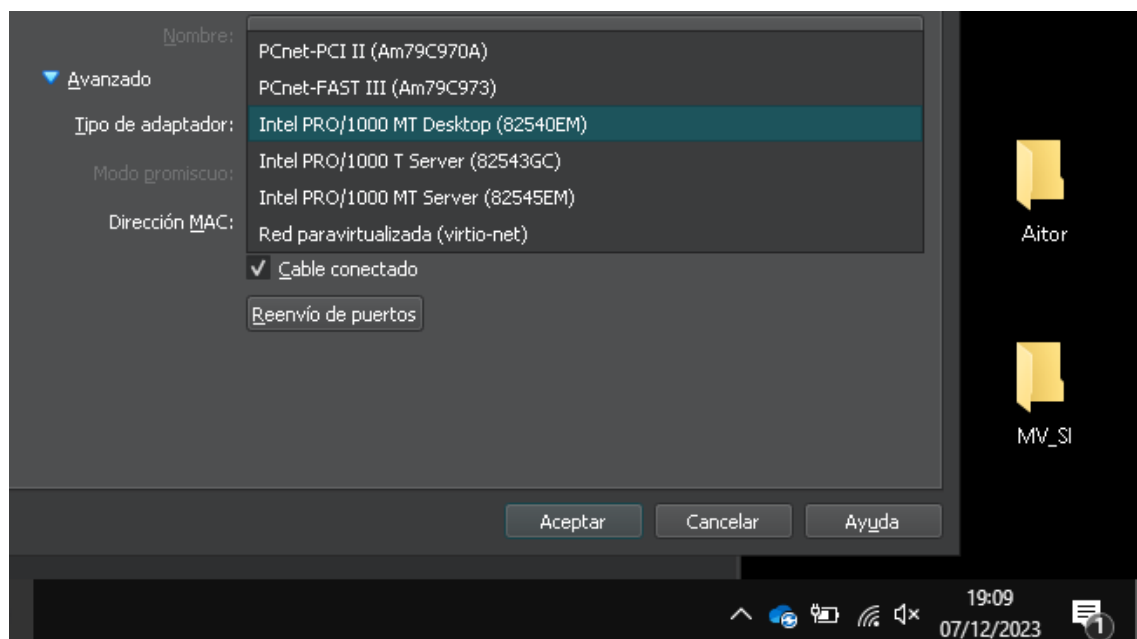 Nombre:
PCnet-PCI II (Am79C970A)
Avanzado
PCnet-FAST III (Am79C973)
Tipo de adaptador:
Intel PRO/1000 MT Desktop (82540EM)
Intel PRO/1000 T Server (82543GC)
Modo promiscuo:
Intel PRO/1000 MT Server (82545EM)
Dirección MAC:
Red paravirtualizada (virtio-net)
Cable conectado
Reenvío de puertos
Aitor
MV_SI
Aceptar
Cancelar
Ayuda
19:09
07/12/2023
1